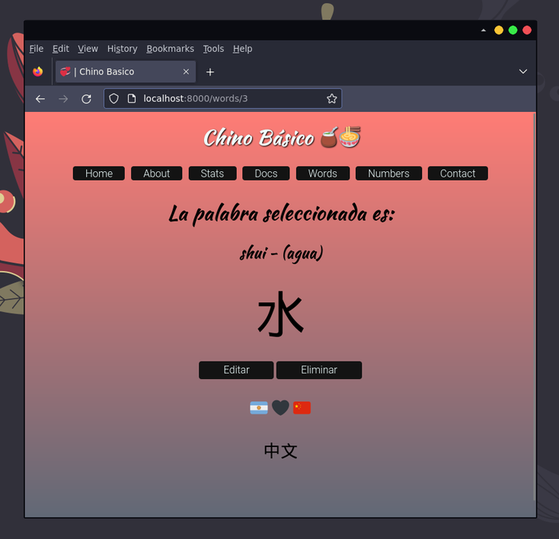 File Edit View History Bookmarks Tools Help
| Chino Basico
localhost:8000/words/3
Chino Básico
Home About Stats Docs Words Numbers Contact
La palabra seleccionada es:
shui - (agua)
水
Editar Eliminar
中文